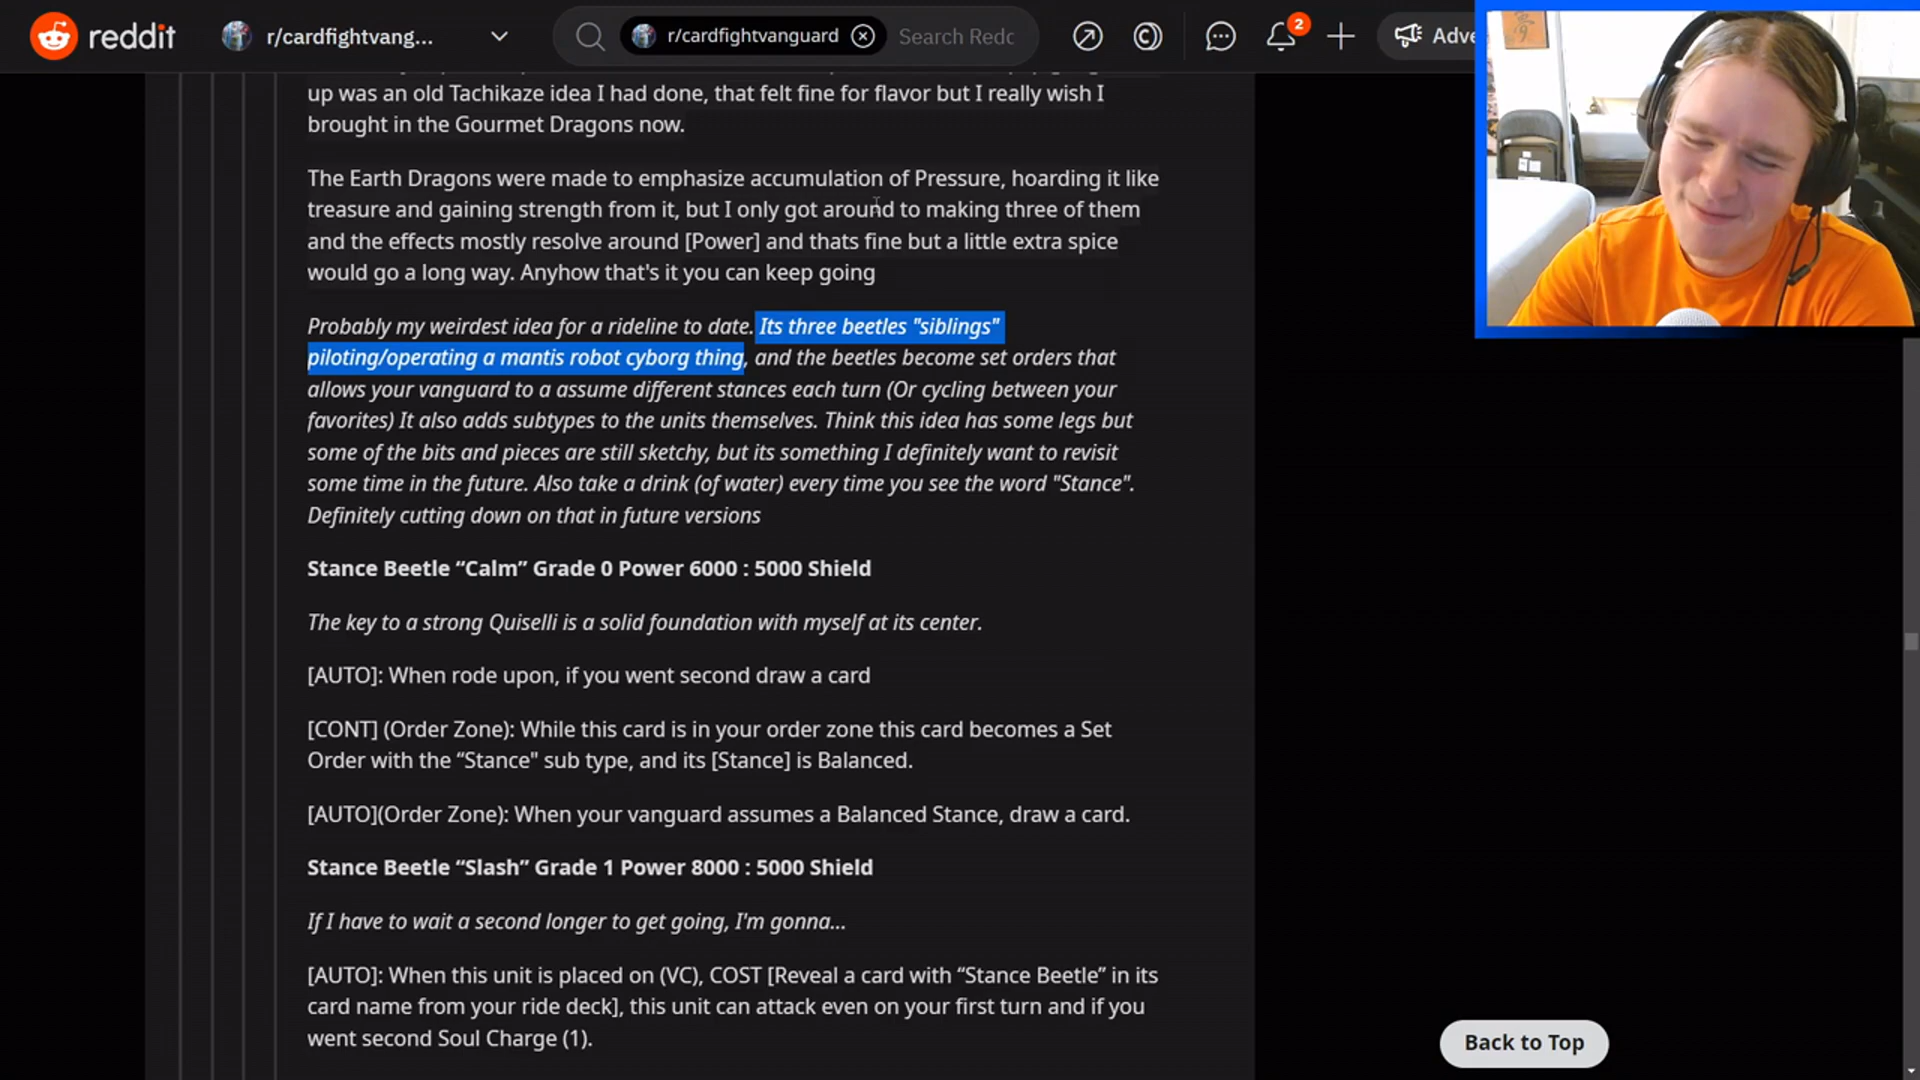 reddit
r/cardfightvang...
r/cardfightvanguard
Search Redc
2
Adve
up was an old Tachikaze idea I had done, that felt fine for flavor but I really wish I
brought in the Gourmet Dragons now.
The Earth Dragons were made to emphasize accumulation of Pressure, hoarding it like
treasure and gaining strength from it, but I only got around to making three of them
and the effects mostly resolve around [Power] and thats fine but a little extra spice
would go a long way. Anyhow that's it you can keep going
Probably my weirdest idea for a rideline to date. Its three beetles "siblings"
piloting/operating a mantis robot cyborg thing, and the beetles become set orders that
allows your vanguard to a assume different stances each turn (Or cycling between your
favorites) It also adds subtypes to the units themselves. Think this idea has some legs but
some of the bits and pieces are still sketchy, but its something I definitely want to revisit
some time in the future. Also take a drink (of water) every time you see the word "Stance".
Definitely cutting down on that in future versions
Stance Beetle “Calm” Grade 0 Power 6000 : 5000 Shield
The key to a strong Quiselli is a solid foundation with myself at its center.
[AUTO]: When rode upon, if you went second draw a card
[CONT] (Order Zone): While this card is in your order zone this card becomes a Set
Order with the “Stance" sub type, and its [Stance] is Balanced.
[AUTO](Order Zone): When your vanguard assumes a Balanced Stance, draw a card.
Stance Beetle “Slash” Grade 1 Power 8000 : 5000 Shield
If I have to wait a second longer to get going, I'm gonna...
[AUTO]: When this unit is placed on (VC), COST [Reveal a card with “Stance Beetle” in its
card name from your ride deck], this unit can attack even on your first turn and if you
went second Soul Charge (1).
Back to Top